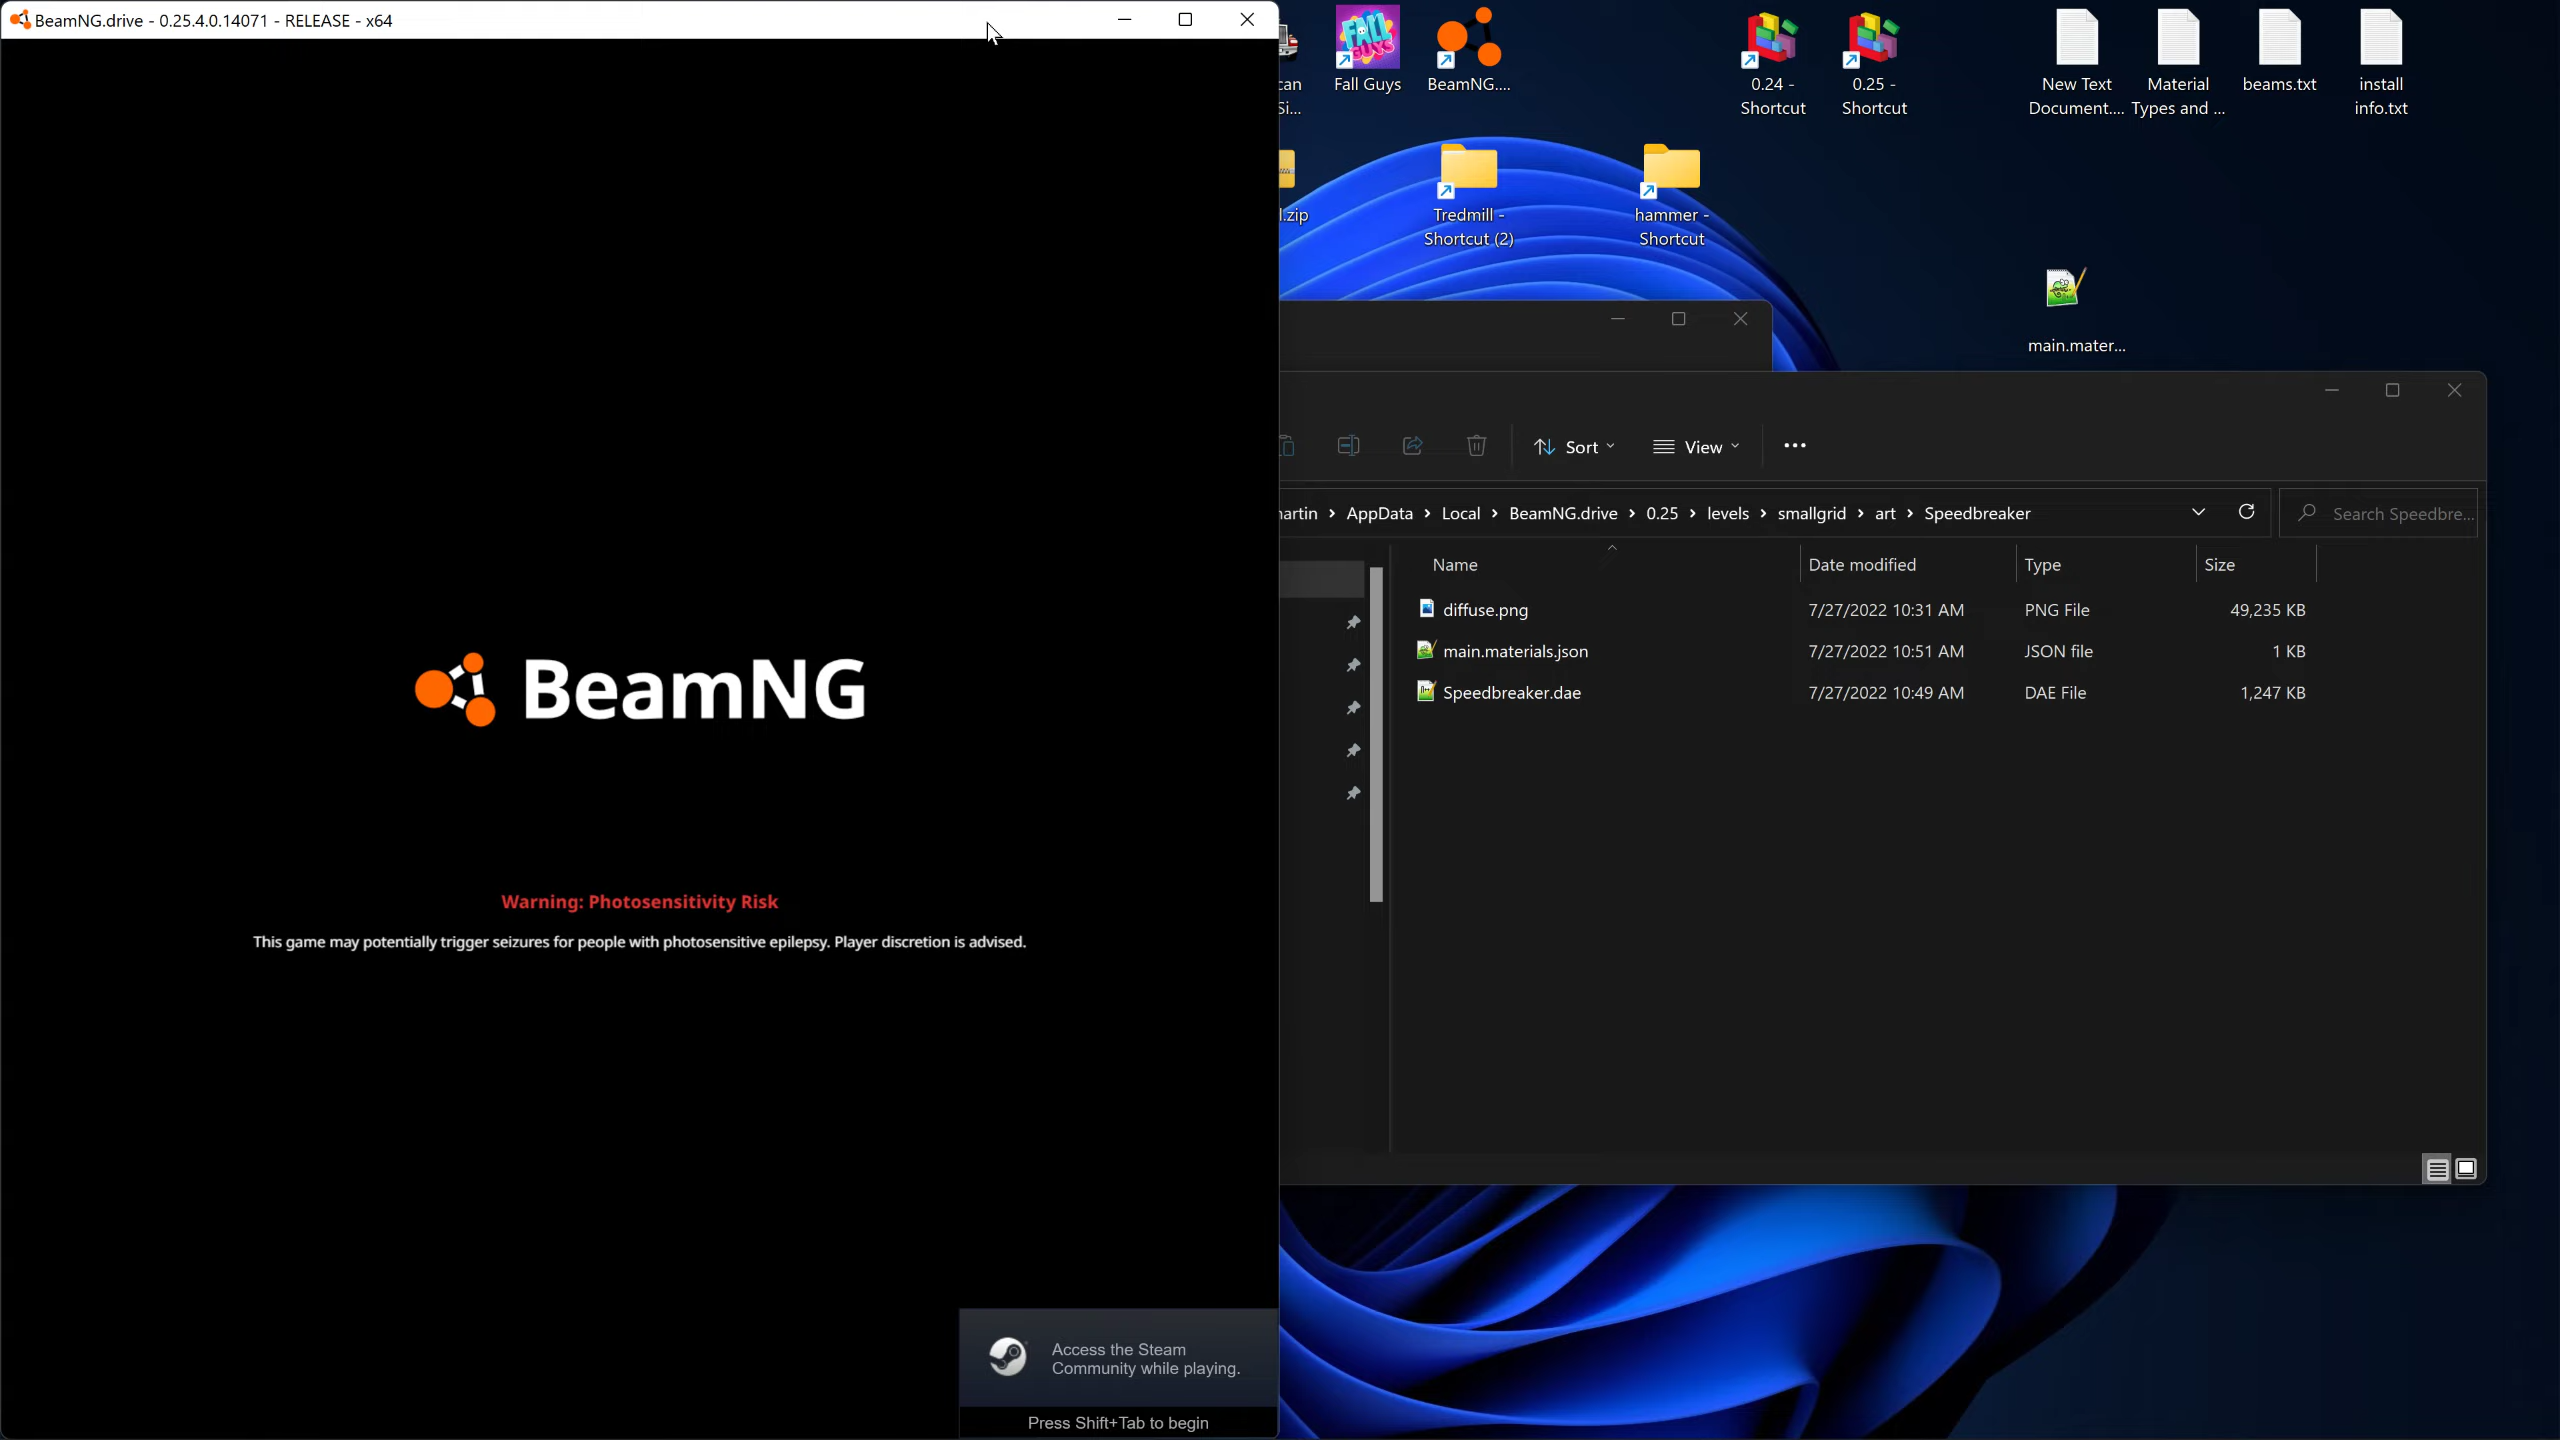 BeamNG.drive - 0.25.4.0.14071 - RELEASE - x64
BeamNG
Warning: Photosensitivity Risk
This game may potentially trigger seizures for people with photosensitive epilepsy. Player discretion is advised.
Access the Steam
Community while playing.
Press Shift+Tab to begin
can
Si...
Fall Guys
BeamNG....
0.24 -
Shortcut
0.25 -
Shortcut
New Text
Document....
Material
Types and ...
beams.txt
install
info.txt
l.zip
Tredmill -
Shortcut (2)
hammer -
Shortcut
main.mater...
Sort
View
artin > AppData > Local > BeamNG.drive > 0.25 > levels > smallgrid > art > Speedbreaker
Search Speedbre...
Name Date modified Type Size
diffuse.png 7/27/2022 10:31 AM PNG File 49,235 KB
main.materials.json 7/27/2022 10:51 AM JSON file 1 KB
Speedbreaker.dae 7/27/2022 10:49 AM DAE File 1,247 KB